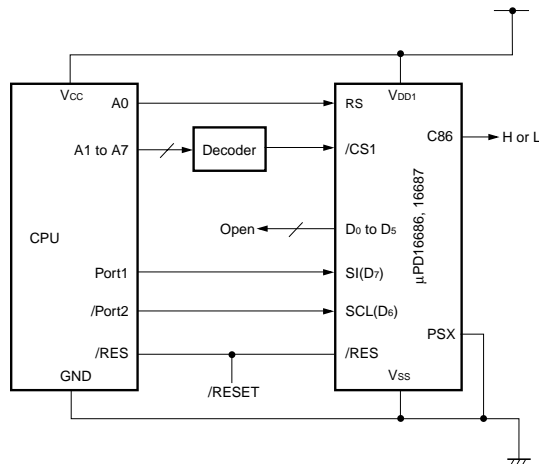 VCC
VDD1
A0
RS
C86
H or L
A1 to A7
Decoder
/CS1
Open
D0 to D5
CPU
µPD16686, 16687
Port1
SI(D7)
/Port2
SCL(D6)
PSX
/RES
/RES
GND
/RESET
VSS